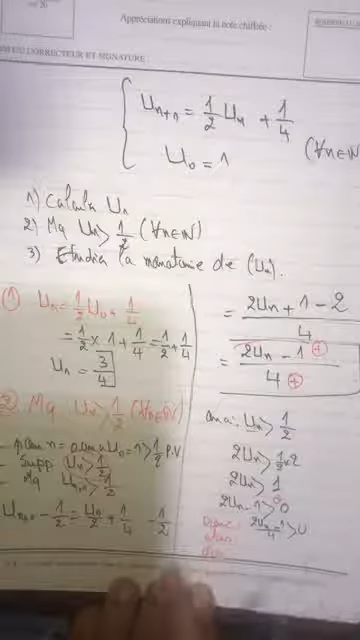 Appréciations expliquant la note chiffrée :
DU CORRECTEUR ET SIGNATURE :
U_{n+1} = 1/2 U_n + 1/4
U_0 = 1 (∀n∈ℕ)
1) Calculer U_1
2) Mq U_n > 1/2 (∀n∈ℕ)
3) Etudier la monotonie de (U_n).
① U_1 = 1/2 U_0 + 1/4
= 1/2 × 1 + 1/4 = 1/2 + 1/4
U_1 = 3/4
② Mq U_n > 1/2 (∀n∈ℕ)
- pour n = 0 on a U_0 = 1 > 1/2 P.V
- Supp U_n > 1/2
- Mq U_{n+1} > 1/2
U_{n+1} - 1/2 = U_n/2 + 1/4 - 1/2
= 2U_n + 1 - 2 / 4
= 2U_n - 1 ⊕ / 4 ⊕
on a: U_n > 1/2
2U_n > 1/2 × 2
2U_n > 1
2U_n - 1 > 0
Donc 2U_n - 1 / 4 > 0